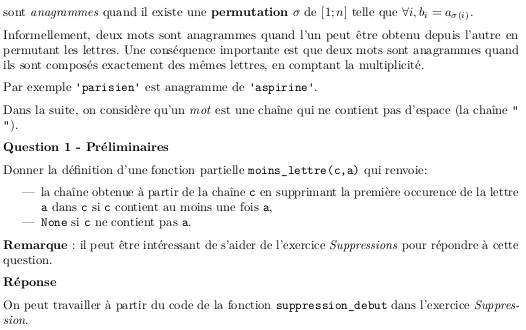 sont anagrammes quand il existe une permutation σ de [1;n] telle que ∀i, bᵢ = a_σ(i).
Informellement, deux mots sont anagrammes quand l'un peut être obtenu depuis l'autre en
permutant les lettres. Une conséquence importante est que deux mots sont anagrammes quand
ils sont composés exactement des mêmes lettres, en comptant la multiplicité.
Par exemple 'parisien' est anagramme de 'aspirine'.
Dans la suite, on considère qu'un mot est une chaîne qui ne contient pas d'espace (la chaîne "
").
Question 1 - Préliminaires
Donner la définition d'une fonction partielle moins_lettre(c,a) qui renvoie:
— la chaîne obtenue à partir de la chaîne c en supprimant la première occurence de la lettre
a dans c si c contient au moins une fois a,
— None si c ne contient pas a.
Remarque : il peut être intéressant de s'aider de l'exercice Suppressions pour répondre à cette
question.
Réponse
On peut travailler à partir du code de la fonction suppression_debut dans l'exercice Suppres-
sion.